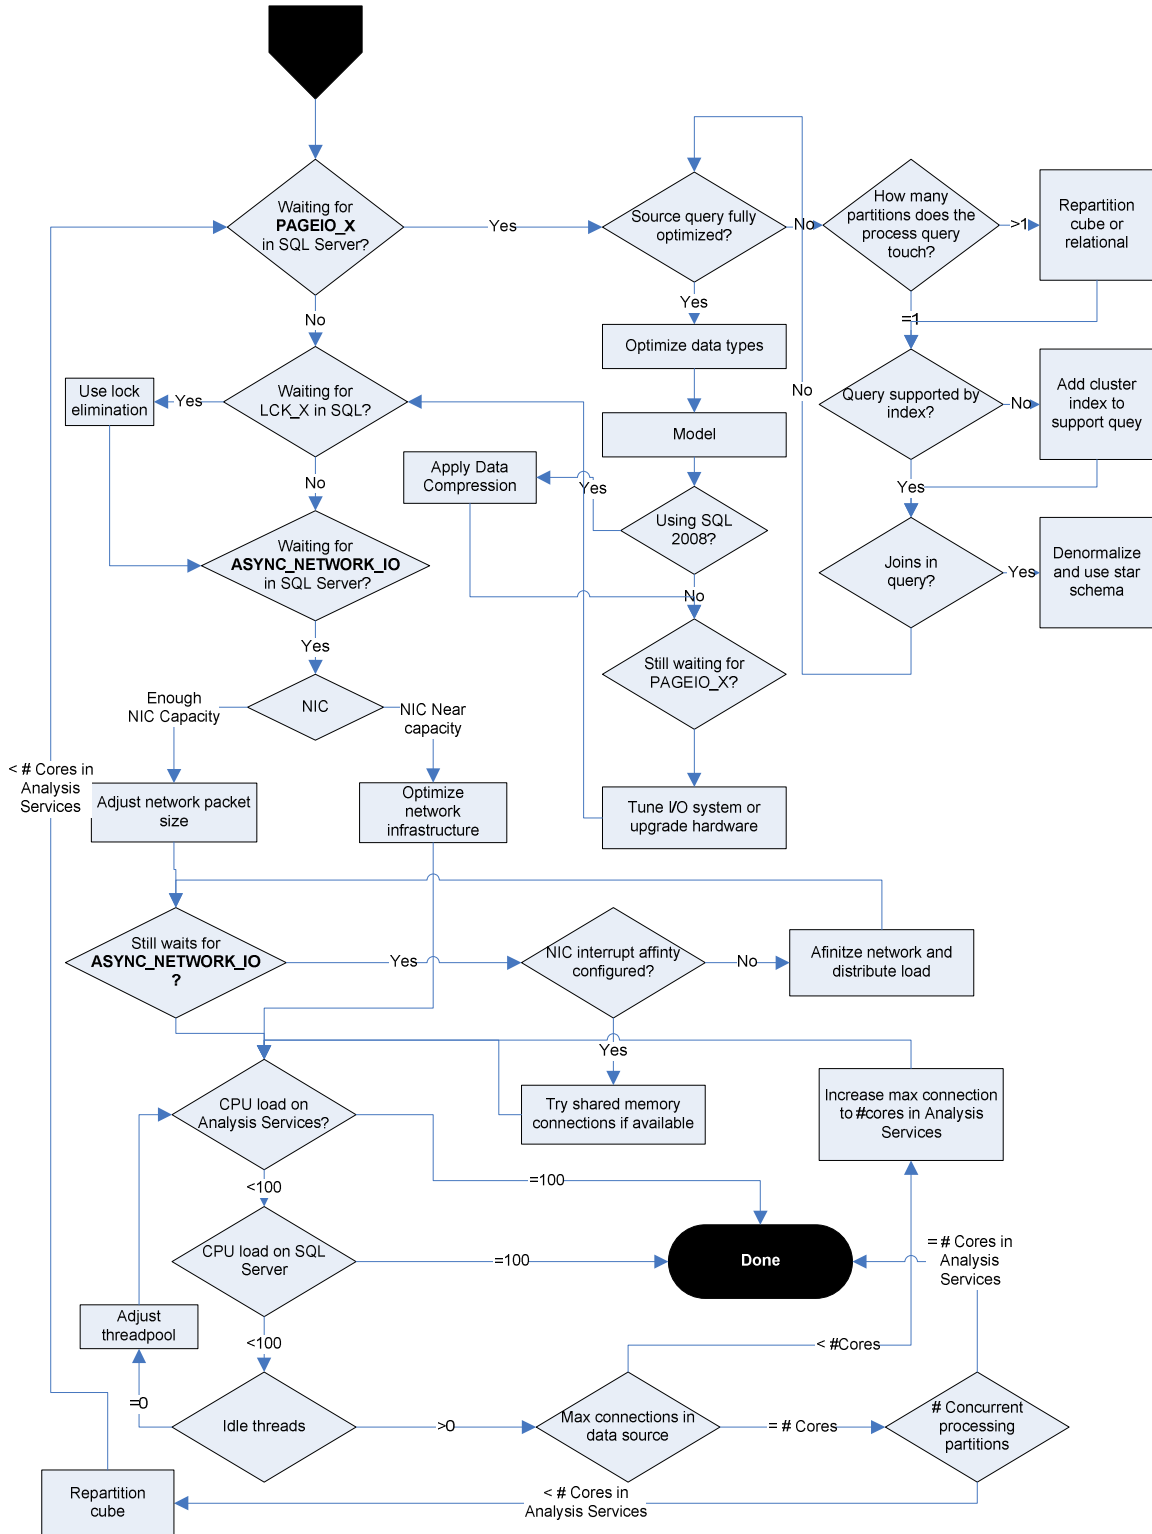 Waiting for
PAGEIO_X
in SQL Server?
Yes
Source query fully
optimized?
No
How many
partitions does the
process query
touch?
>1
Repartition
cube or
relational
No
Yes
=1
Optimize data types
Use lock
elimination
Yes
Waiting for
LCK_X in SQL?
No
Query supported by
index?
No
Add cluster
index to
support quey
Model
Apply Data
Compression
Yes
No
Yes
Using SQL
2008?
Waiting for
ASYNC_NETWORK_IO
in SQL Server?
Joins in
query?
Yes
Denormalize
and use star
schema
No
Yes
Still waiting for
PAGEIO_X?
Enough
NIC Capacity
NIC
NIC Near
capacity
< # Cores in
Analysis
Services
Adjust network packet
size
Optimize
network
infrastructure
Tune I/O system or
upgrade hardware
Still waits for
ASYNC_NETWORK_IO
?
Yes
NIC interrupt affinty
configured?
No
Afinitze network and
distribute load
Yes
CPU load on
Analysis Services?
Try shared memory
connections if available
Increase max connection
to #cores in Analysis
Services
<100
=100
CPU load on SQL
Server
=100
Done
= # Cores in
Analysis
Services
Adjust
threadpool
<100
< #Cores
=0
Idle threads
>0
Max connections in
data source
= # Cores
# Concurrent
processing
partitions
Repartition
cube
< # Cores in
Analysis Services